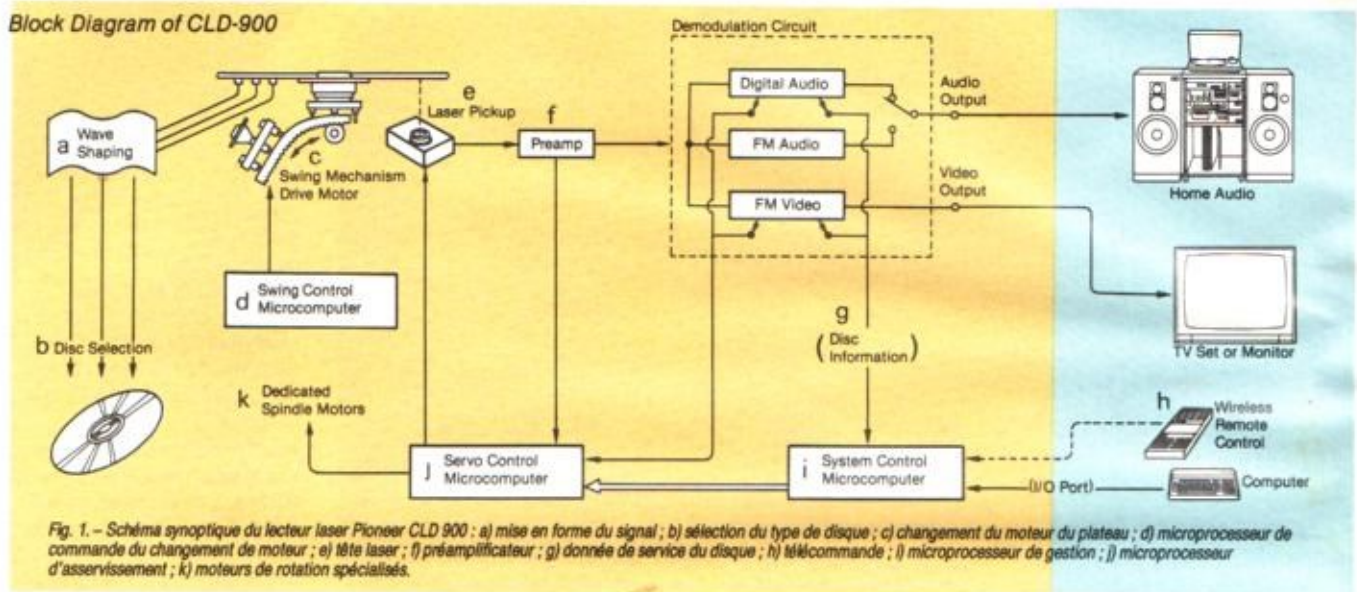 Block Diagram of CLD-900
Demodulation Circuit
Digital Audio
FM Audio
FM Video
Audio
Output
Video
Output
Home Audio
TV Set or Monitor
a
Wave
Shaping
c
Swing Mechanism
Drive Motor
e
Laser Pickup
f
Preamp
d
Swing Control
Microcomputer
b Disc Selection
g
(Disc
Information)
k
Dedicated
Spindle Motors
h
Wireless
Remote
Control
j
Servo Control
Microcomputer
i
System Control
Microcomputer
(I/O Port)
Computer
Fig. 1. – Schéma synoptique du lecteur laser Pioneer CLD 900 : a) mise en forme du signal ; b) sélection du type de disque ; c) changement du moteur du plateau ; d) microprocesseur de
commande du changement de moteur ; e) tête laser ; f) préamplificateur ; g) donnée de service du disque ; h) télécommande ; i) microprocesseur de gestion ; j) microprocesseur
d'asservissement ; k) moteurs de rotation spécialisés.